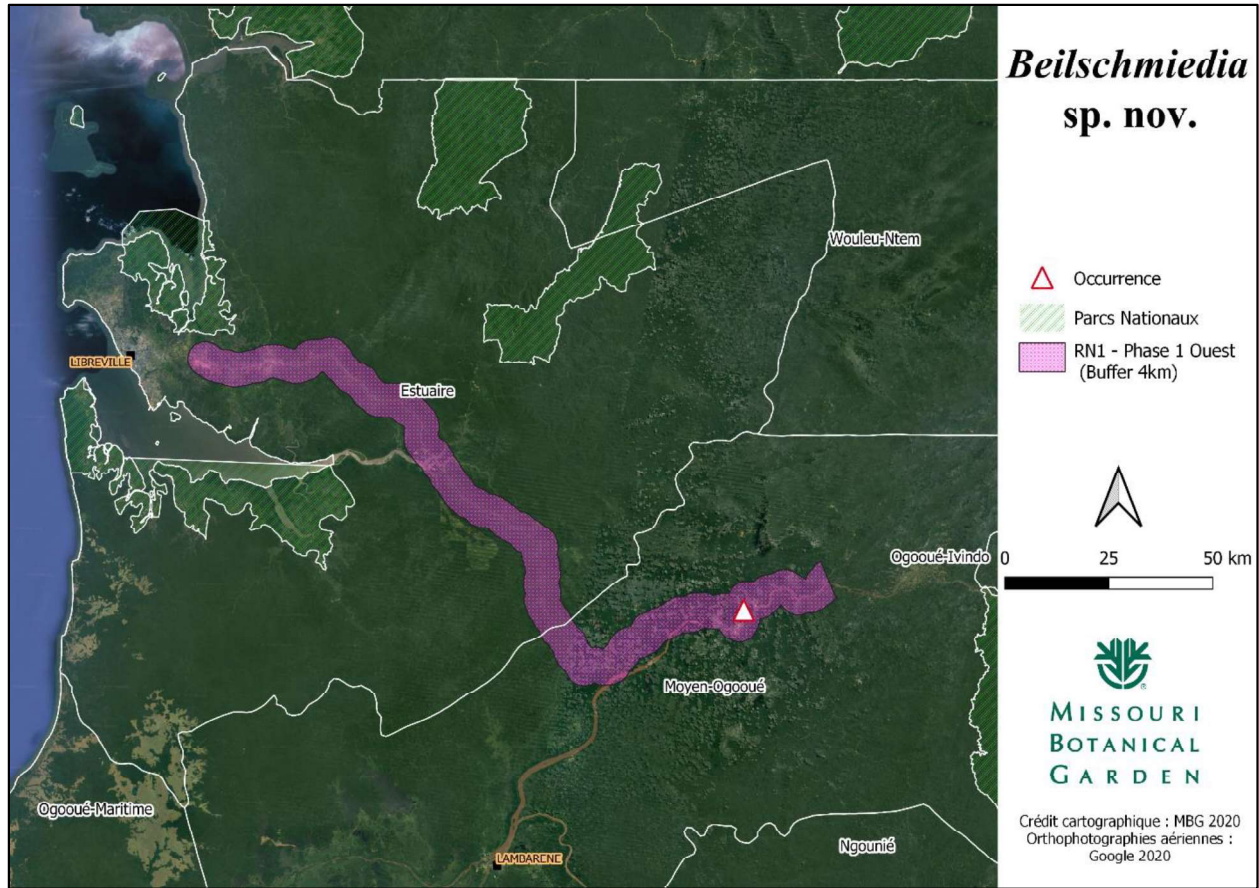 Beilschmiedia
sp. nov.
Wouleu-Ntem
LIBREVILLE
Estuaire
Ogooué-Ivindo
Moyen-Ogooué
Ogooué-Maritime
Ngounié
LAMBARENE
Occurrence
Parcs Nationaux
RN1 - Phase 1 Ouest
(Buffer 4km)
0 25 50 km
MISSOURI
BOTANICAL
GARDEN
Crédit cartographique : MBG 2020
Orthophotographies aériennes :
Google 2020